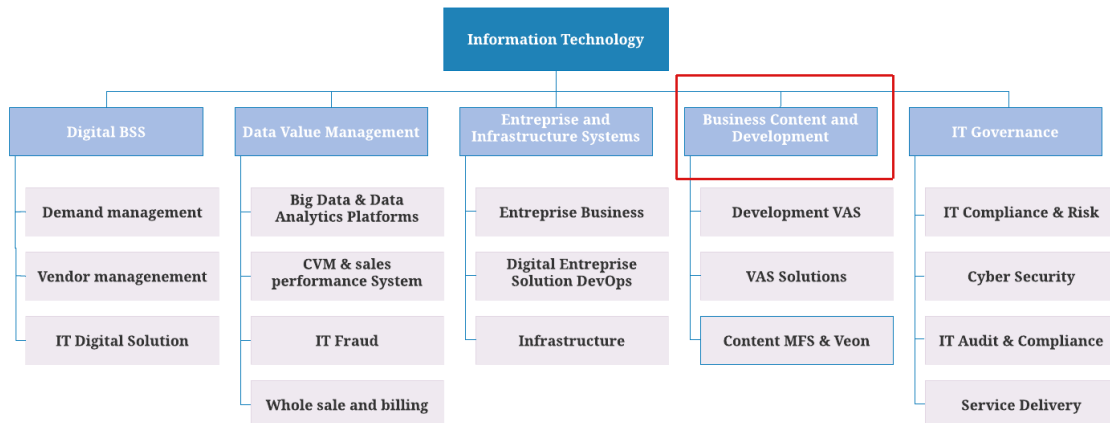 Information Technology
Digital BSS
Demand management
Vendor managenement
IT Digital Solution
Data Value Management
Big Data & Data
Analytics Platforms
CVM & sales
performance System
IT Fraud
Whole sale and billing
Entreprise and
Infrastructure Systems
Entreprise Business
Digital Entreprise
Solution DevOps
Infrastructure
Business Content and
Development
Development VAS
VAS Solutions
Content MFS & Veon
IT Governance
IT Compliance & Risk
Cyber Security
IT Audit & Compliance
Service Delivery